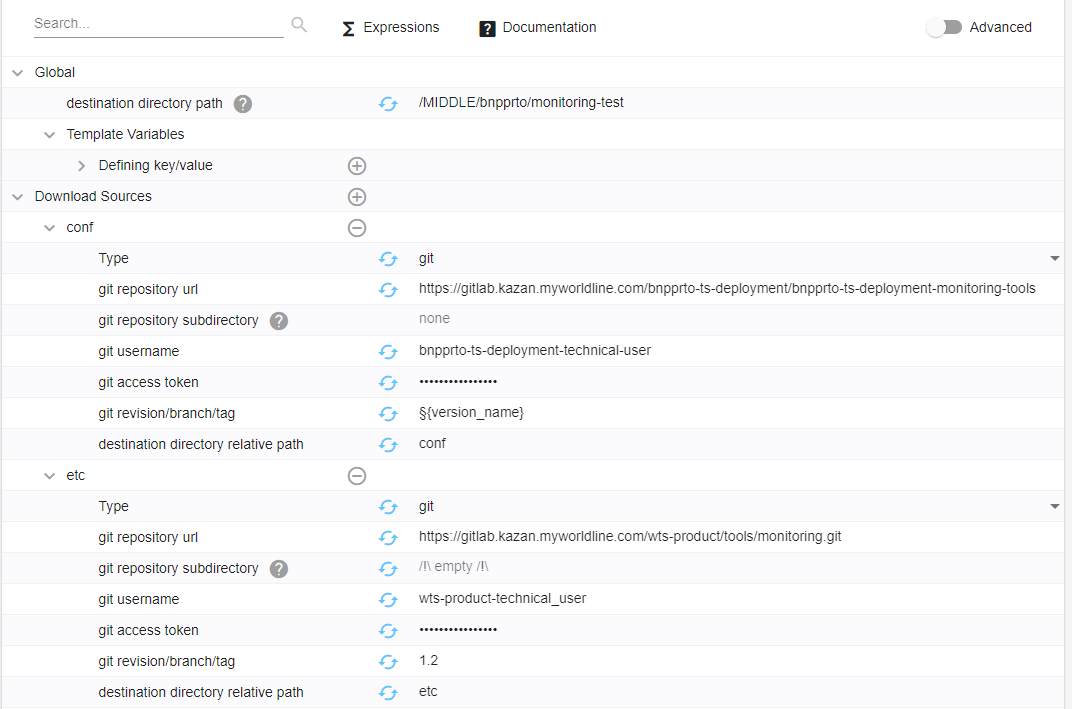 Search...
Expressions
Documentation
Advanced
Global
destination directory path ? /MIDDLE/bnpprto/monitoring-test
Template Variables
Defining key/value
Download Sources
conf
Type git
git repository url https://gitlab.kazan.myworldline.com/bnpprto-ts-deployment/bnpprto-ts-deployment-monitoring-tools
git repository subdirectory ? none
git username bnpprto-ts-deployment-technical-user
git access token ••••••••••••••••
git revision/branch/tag §{version_name}
destination directory relative path conf
etc
Type git
git repository url https://gitlab.kazan.myworldline.com/wts-product/tools/monitoring.git
git repository subdirectory ? /!\ empty /!\
git username wts-product-technical_user
git access token ••••••••••••••••
git revision/branch/tag 1.2
destination directory relative path etc